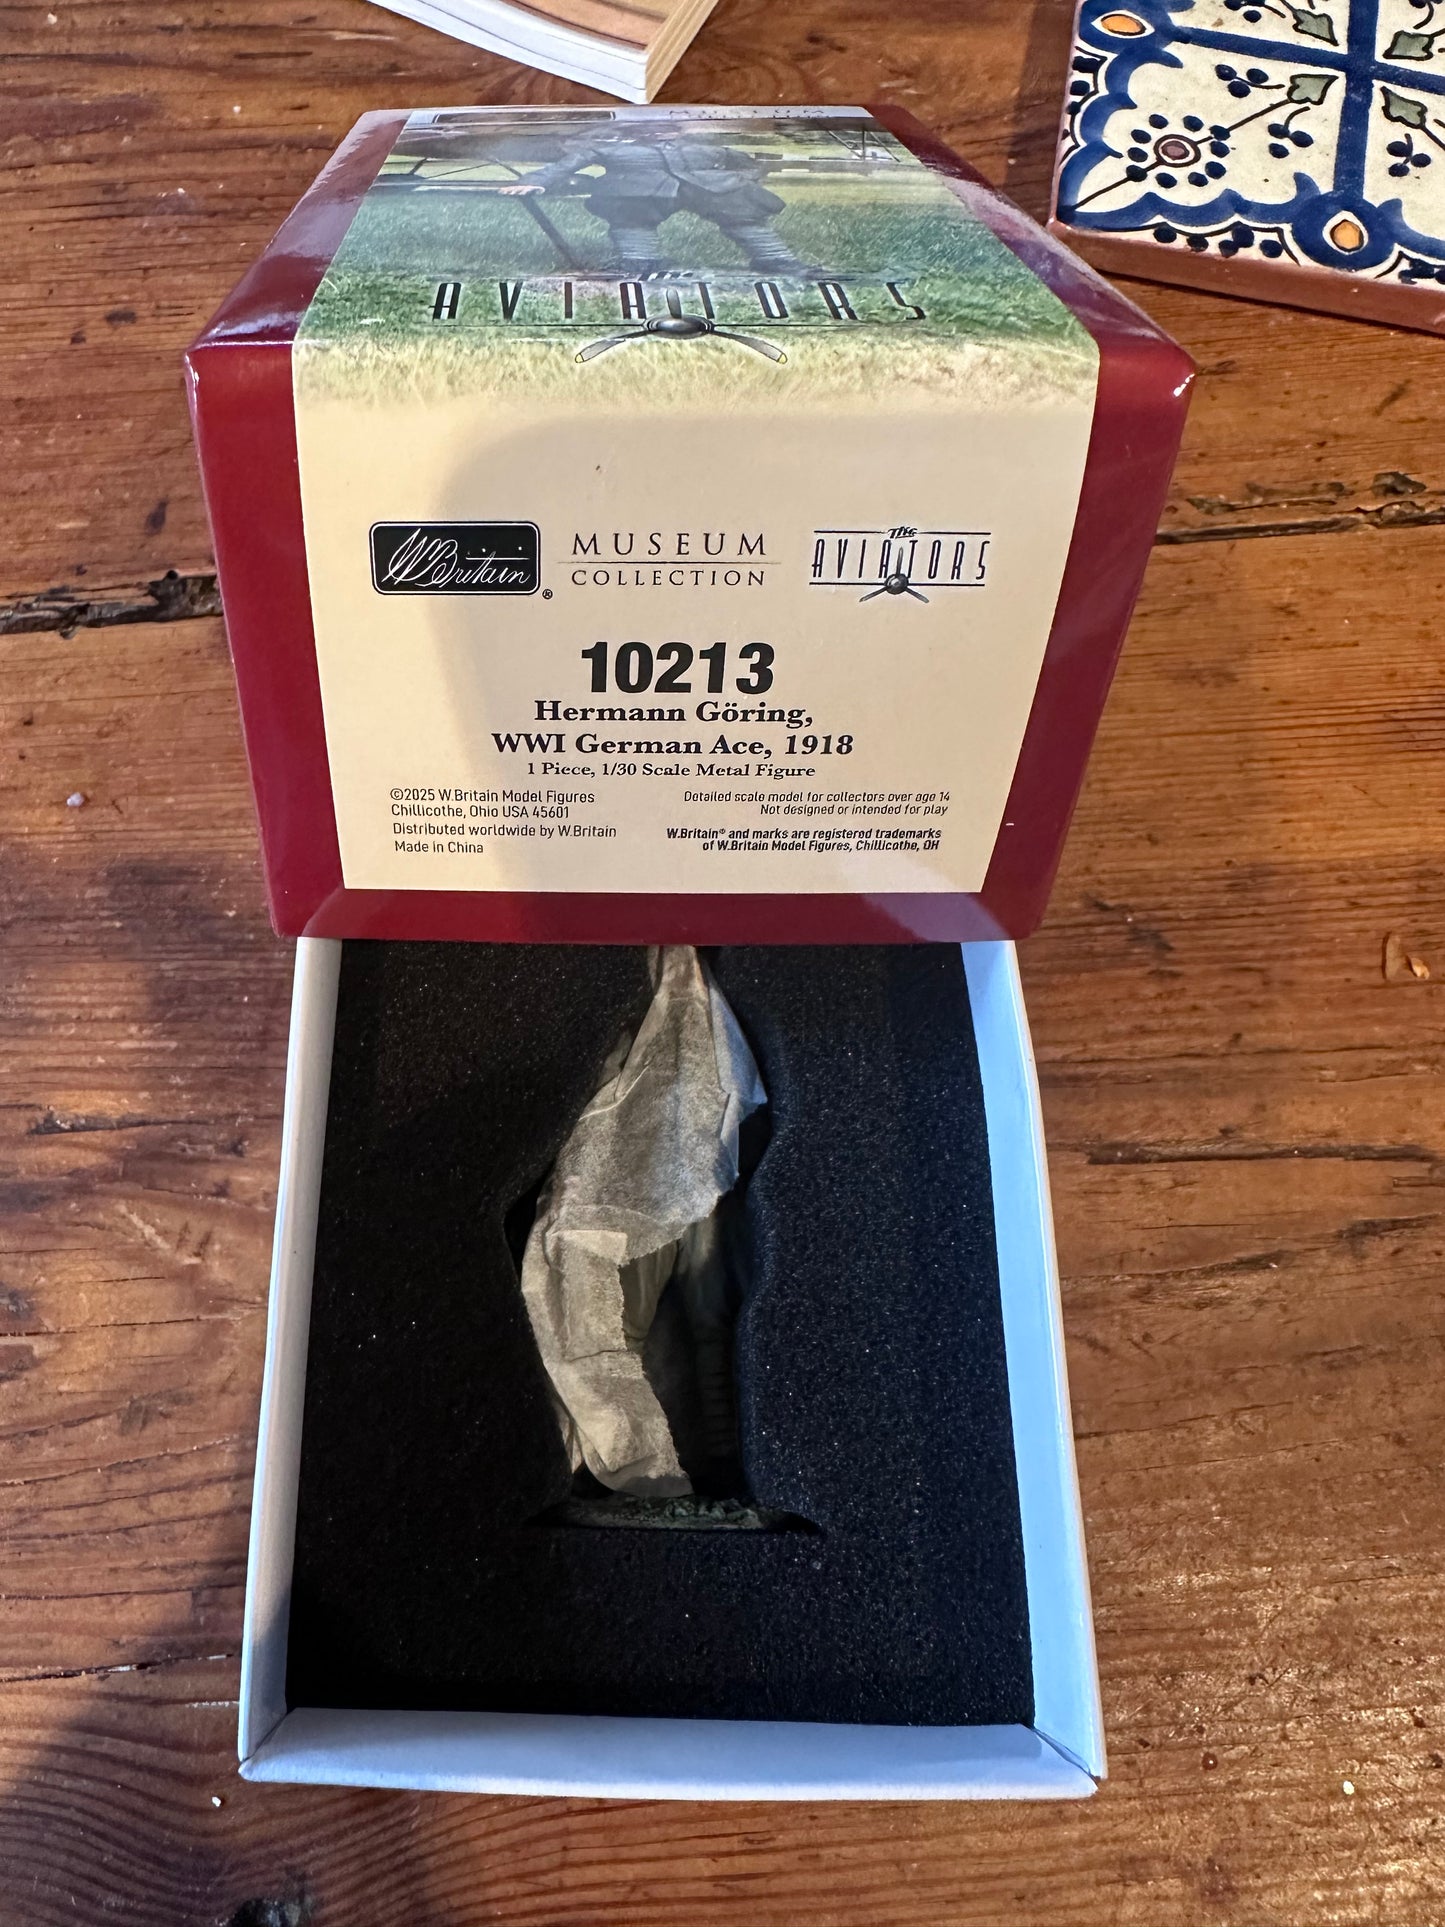 The
AVIATORS
W Britain ®
MUSEUM
COLLECTION
The
AVIATORS
10213
Hermann Göring,
WWI German Ace, 1918
1 Piece, 1/30 Scale Metal Figure
©2025 W.Britain Model Figures
Chillicothe, Ohio USA 45601
Distributed worldwide by W.Britain
Made in China
Detailed scale model for collectors over age 14
Not designed or intended for play
W.Britain® and marks are registered trademarks
of W.Britain Model Figures, Chillicothe, OH